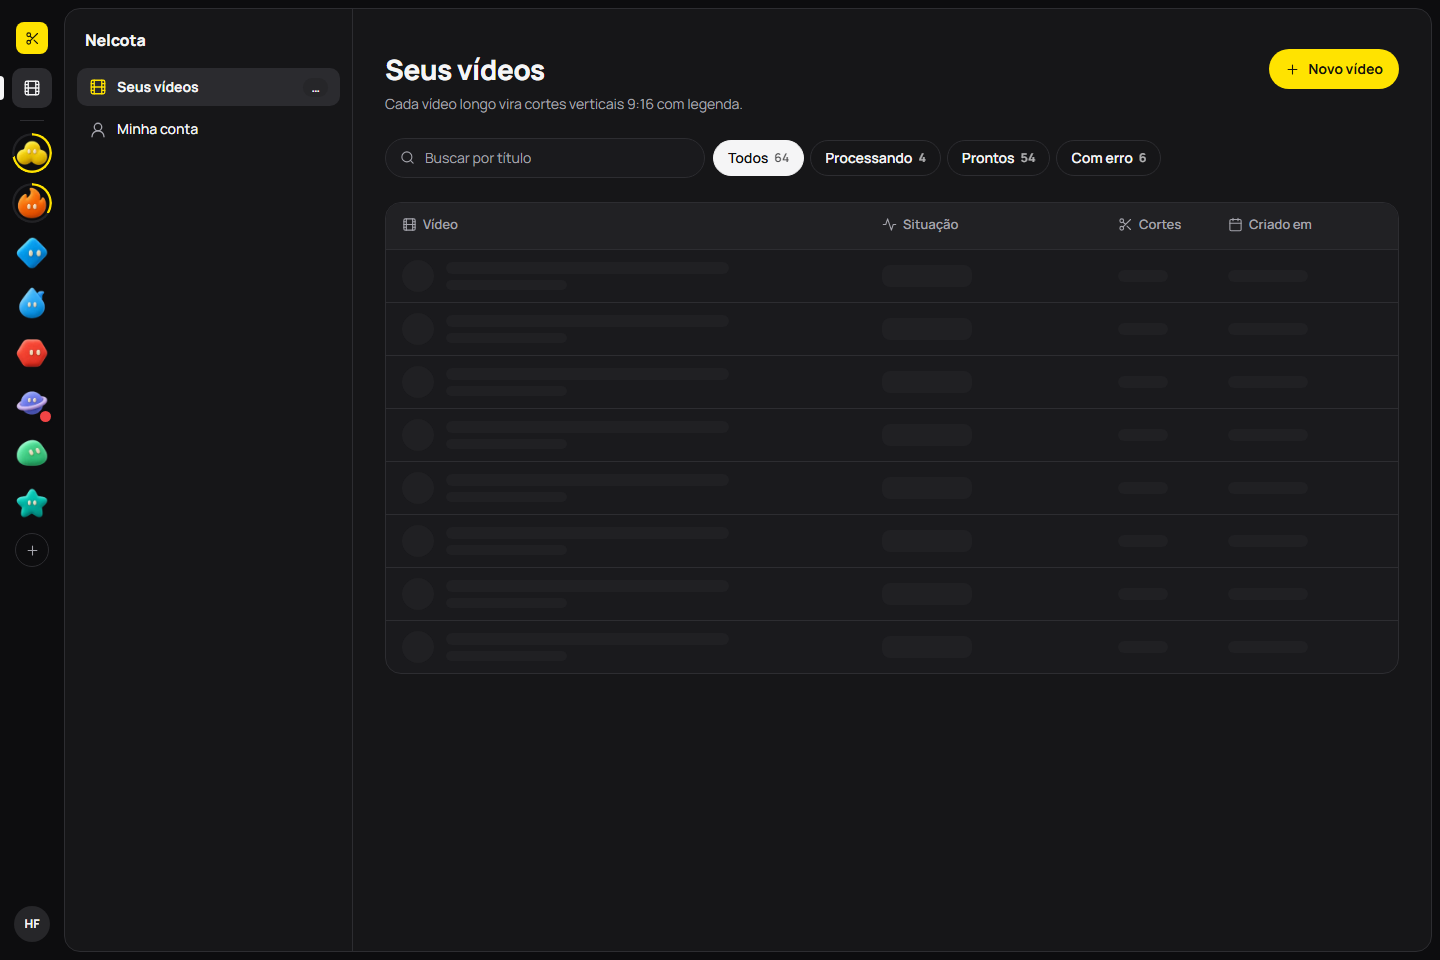 Nelcota
Seus vídeos ...
Minha conta
HF
Seus vídeos
Novo vídeo
Cada vídeo longo vira cortes verticais 9:16 com legenda.
Buscar por título
Todos 64
Processando 4
Prontos 54
Com erro 6
Vídeo
Situação
Cortes
Criado em